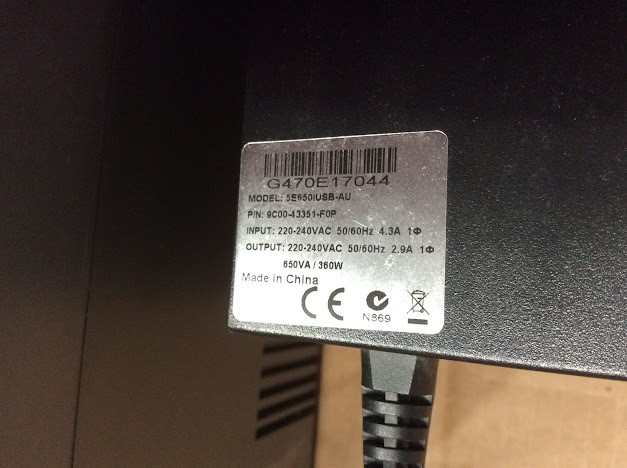 G470E17044
MODEL: 5E650iUSB-AU
P/N: 9C00-43351-F0P
INPUT: 220-240VAC 50/60Hz 4.3A 1Φ
OUTPUT: 220-240VAC 50/60Hz 2.9A 1Φ
650VA / 360W
Made in China
CE
N869